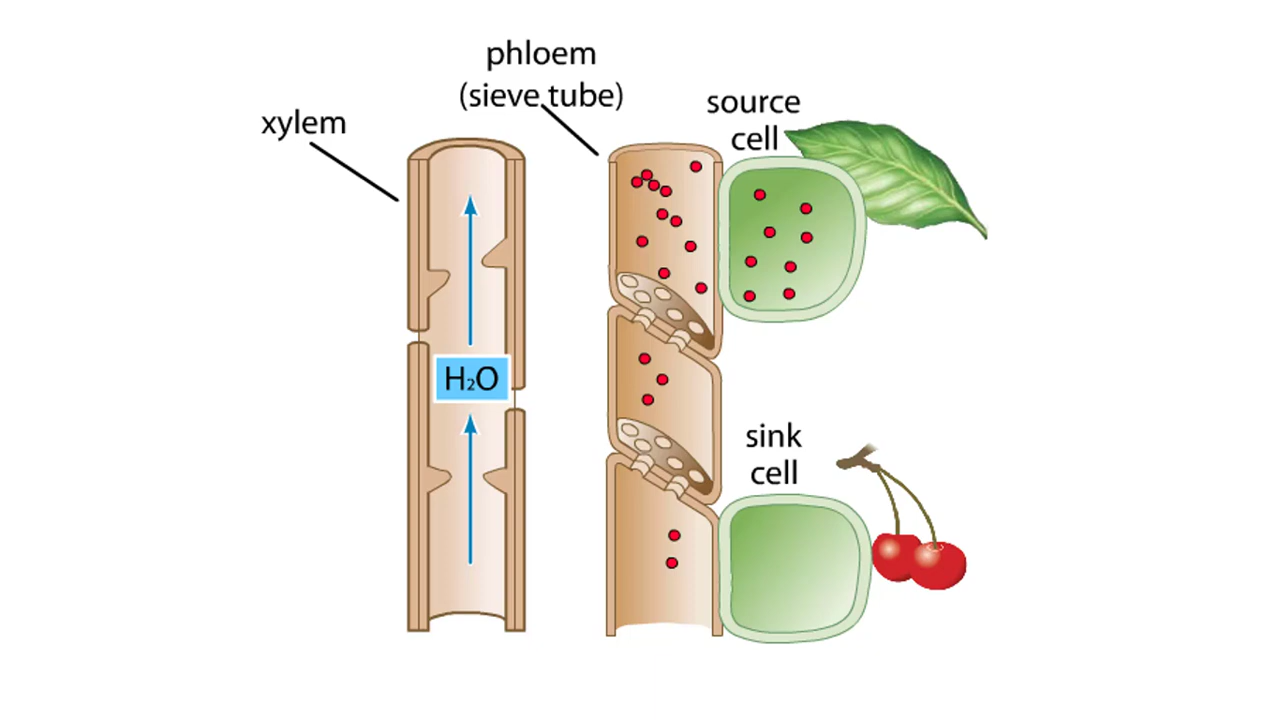 phloem
(sieve tube)
source
cell
xylem
H₂O
sink
cell